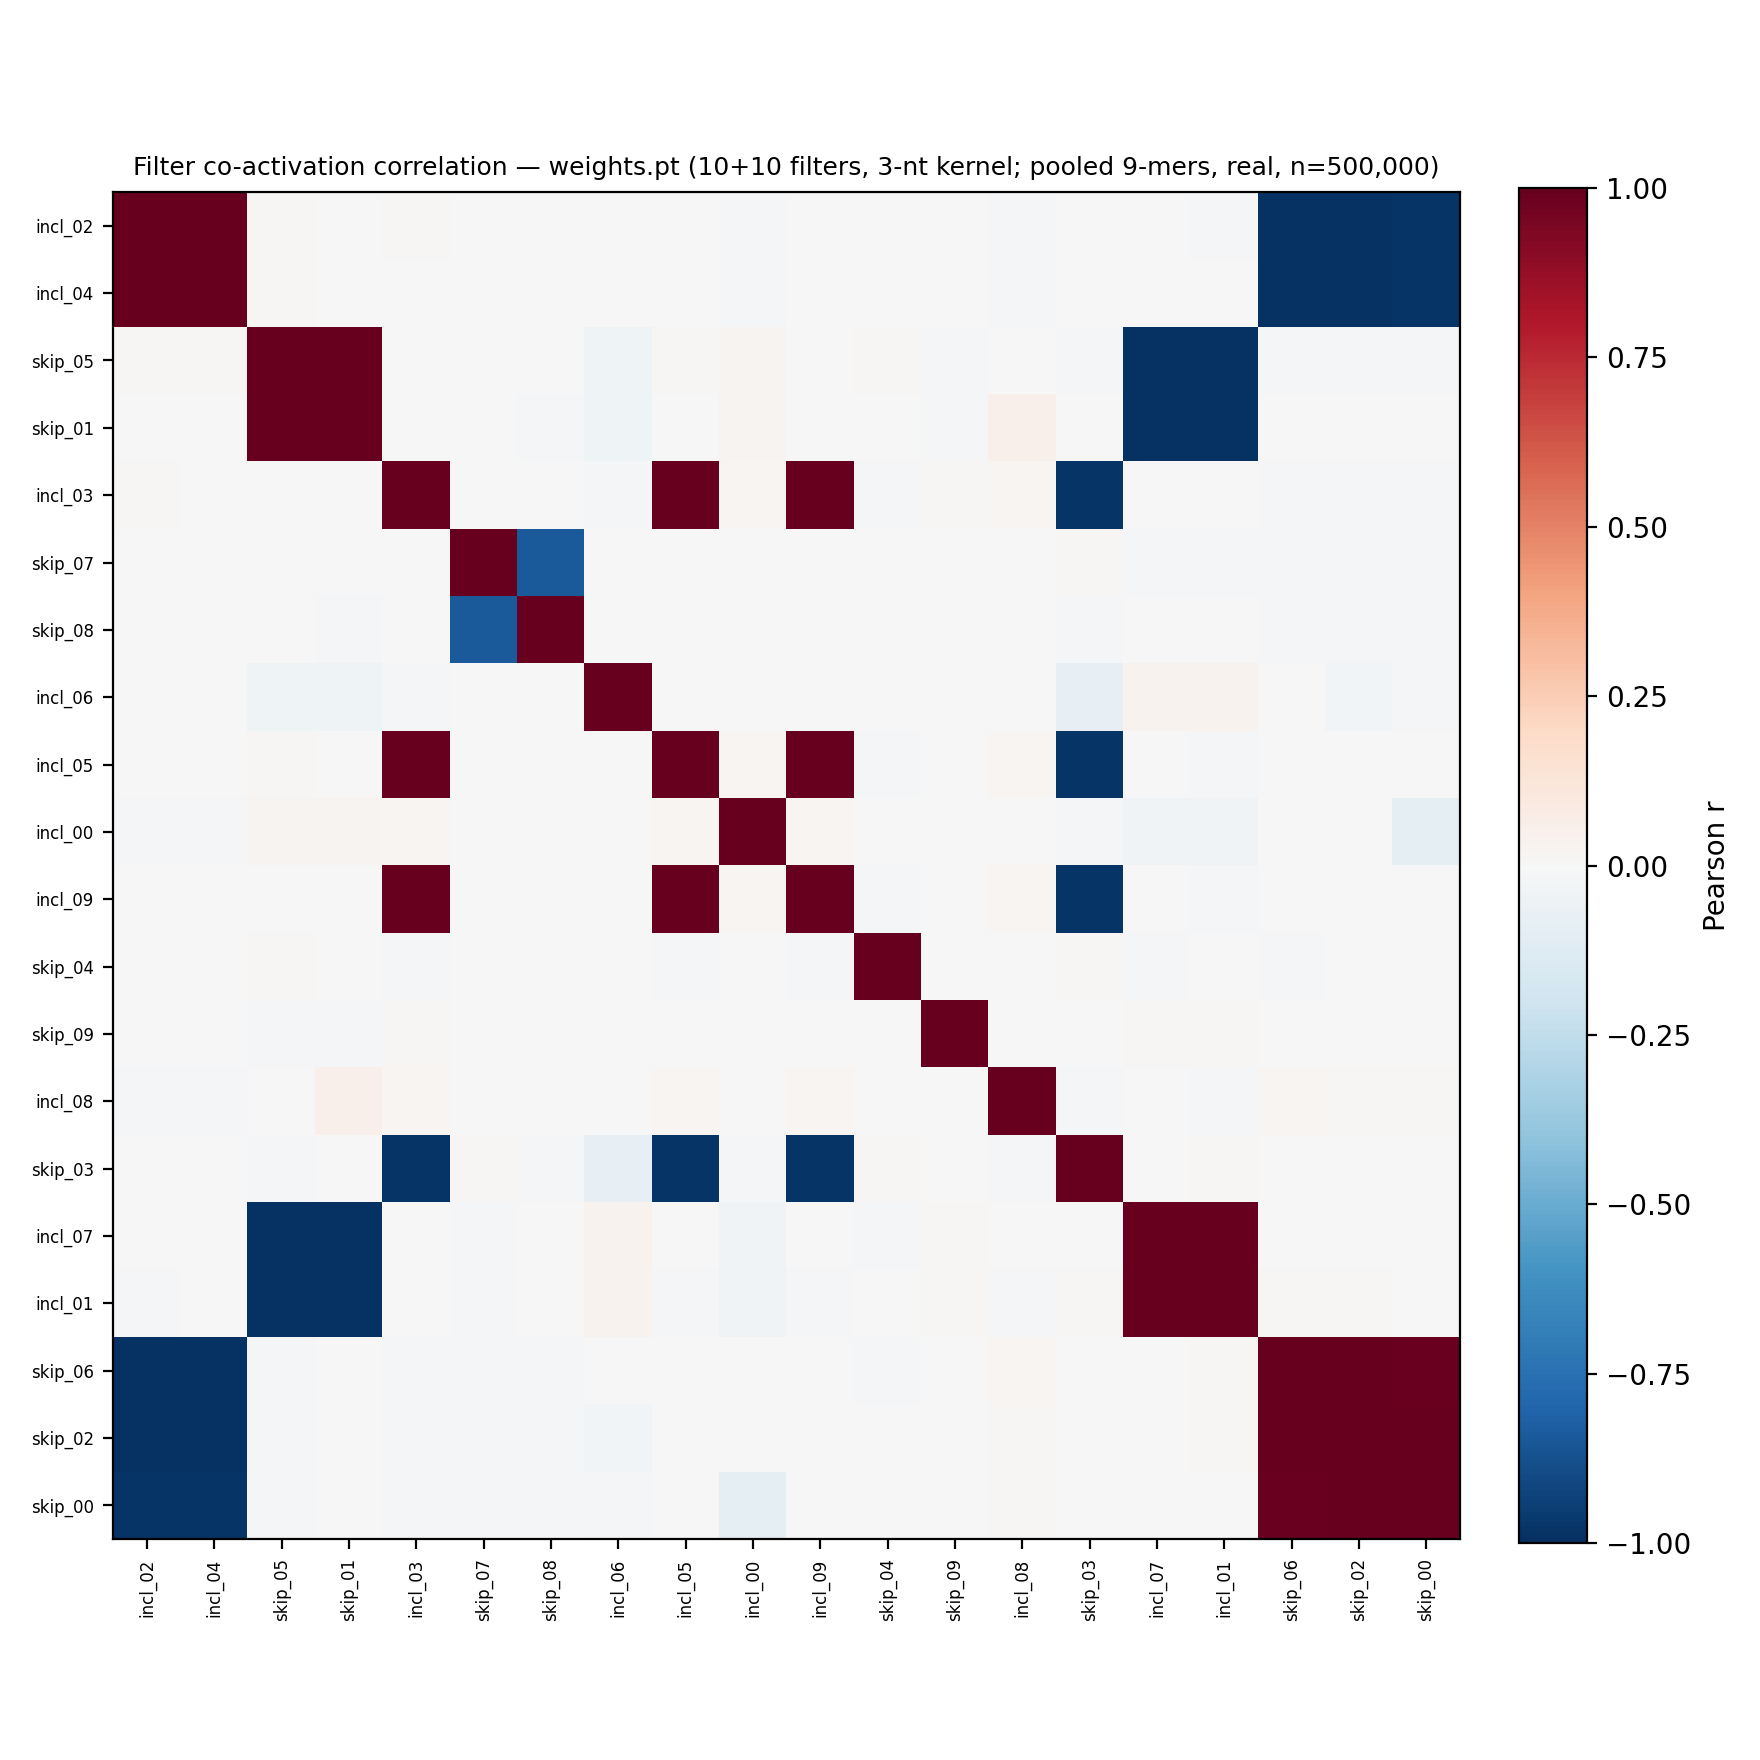 Filter co-activation correlation — weights.pt (10+10 filters, 3-nt kernel; pooled 9-mers, real, n=500,000)
incl_02
incl_04
skip_05
skip_01
incl_03
skip_07
skip_08
incl_06
incl_05
incl_00
incl_09
skip_04
skip_09
incl_08
skip_03
incl_07
incl_01
skip_06
skip_02
skip_00
incl_02 incl_04 skip_05 skip_01 incl_03 skip_07 skip_08 incl_06 incl_05 incl_00 incl_09 skip_04 skip_09 incl_08 skip_03 incl_07 incl_01 skip_06 skip_02 skip_00
1.00
0.75
0.50
0.25
0.00
−0.25
−0.50
−0.75
−1.00
Pearson r